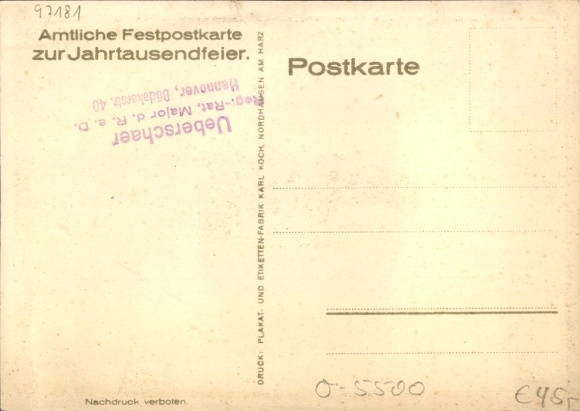 97181
Amtliche Festpostkarte
zur Jahrtausendfeier.
Ueberschaer
Reg.-Rat. Major d. R. a. D.
Hannover, Bödekerstr. 40
DRUCK: PLAKAT- UND ETIKETTEN-FABRIK KARL KOCH, NORDHAUSEN AM HARZ
Postkarte
O-5500
€45,-
Nachdruck verboten.